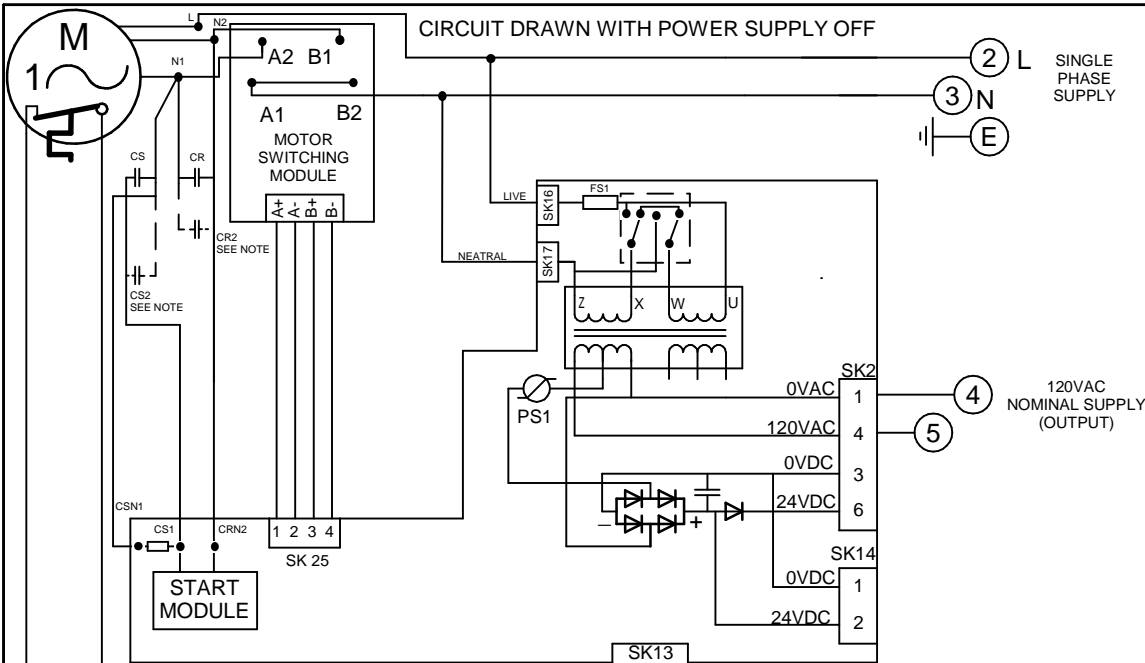 CIRCUIT DRAWN WITH POWER SUPPLY OFF
M
1
L
N2
N1
A2 B1
A1 B2
MOTOR
SWITCHING
MODULE
A+ A- B+ B-
2 L
SINGLE
PHASE
SUPPLY
3 N
E
CS
CR
CR2
SEE NOTE
CS2
SEE NOTE
LIVE
SK16
FS1
NEATRAL
SK17
Z X W U
PS1
SK2
0VAC 1
4
120VAC
NOMINAL SUPPLY
(OUTPUT)
120VAC 4
5
0VDC 3
24VDC 6
– +
SK14
0VDC 1
24VDC 2
CSN1
CS1
CRN2
1 2 3 4
SK 25
START
MODULE
SK13